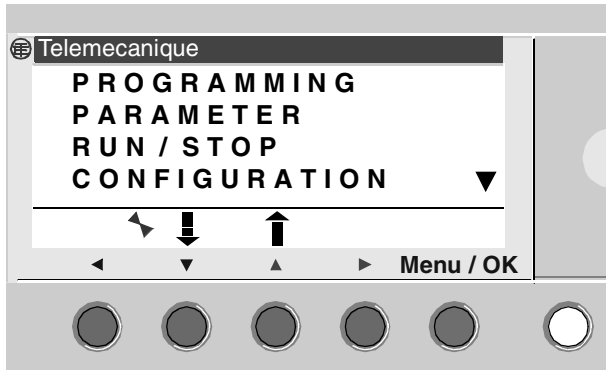 Telemecanique
PROGRAMMING
PARAMETER
RUN / STOP
CONFIGURATION
Menu / OK